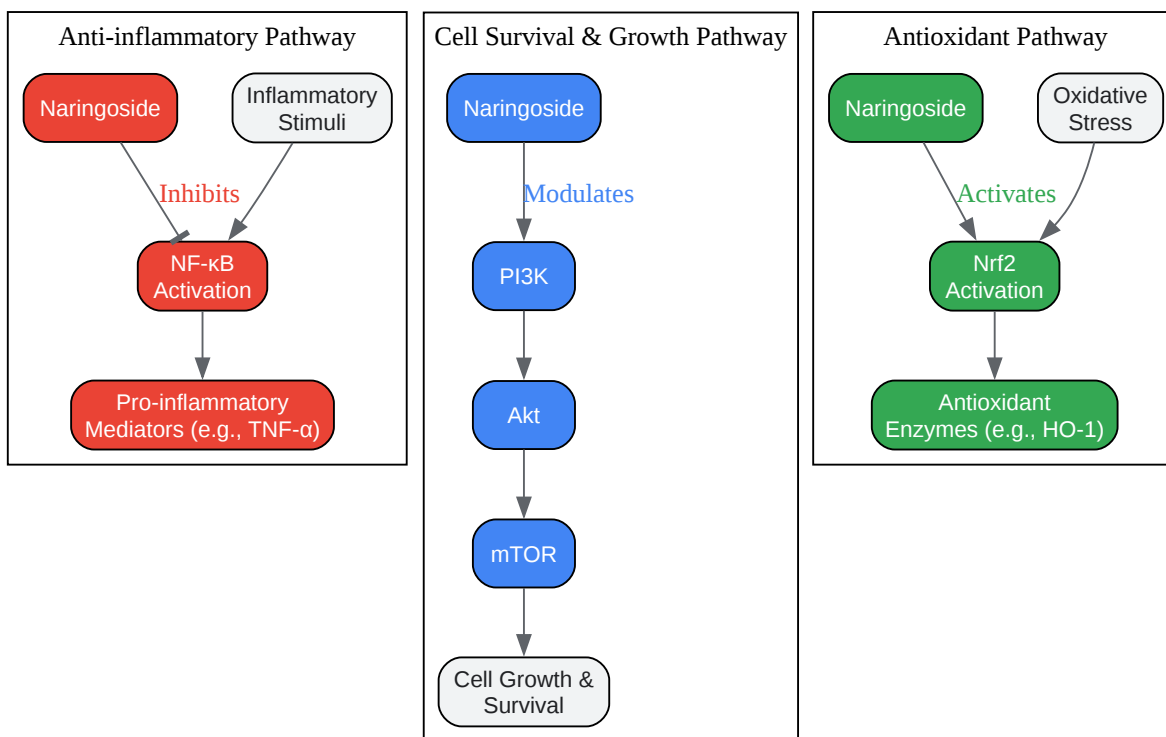 Anti-inflammatory Pathway
Naringoside
Inflammatory
Stimuli
Inhibits
NF-κB
Activation
Pro-inflammatory
Mediators (e.g., TNF-α)
Cell Survival & Growth Pathway
Naringoside
Modulates
PI3K
Akt
mTOR
Cell Growth &
Survival
Antioxidant Pathway
Naringoside
Oxidative
Stress
Activates
Nrf2
Activation
Antioxidant
Enzymes (e.g., HO-1)